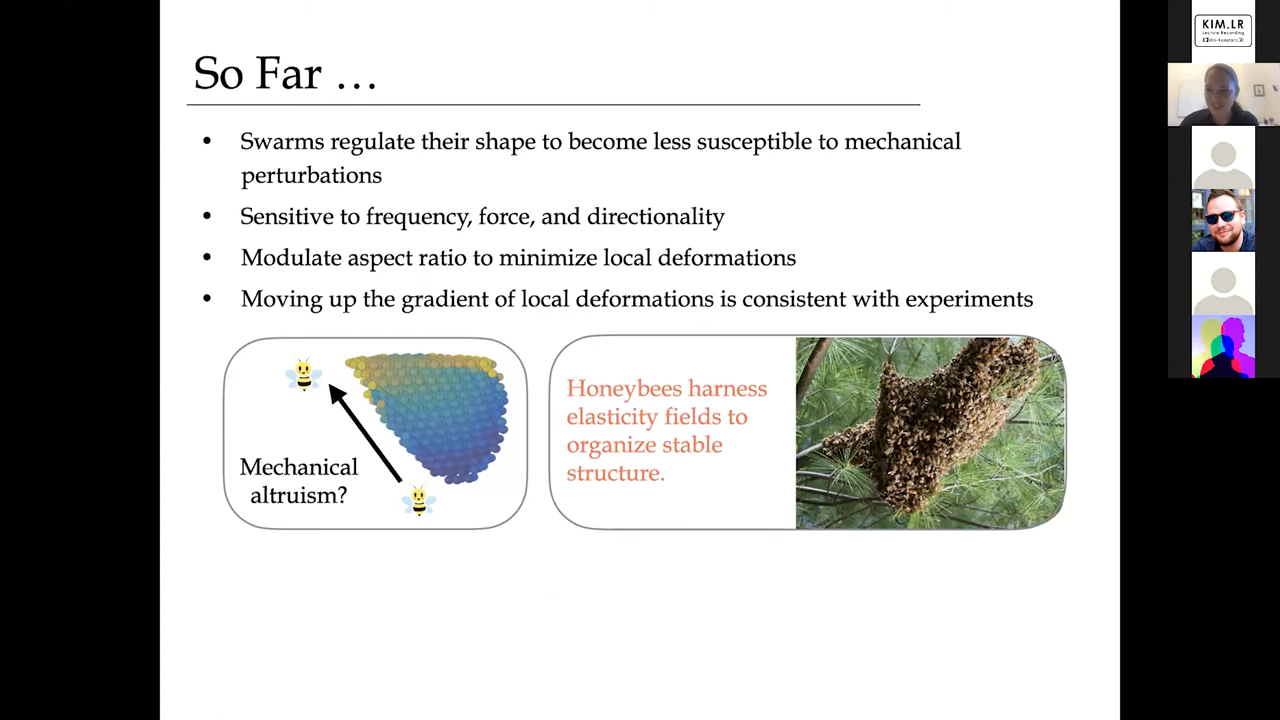 So Far …
• Swarms regulate their shape to become less susceptible to mechanical
perturbations
• Sensitive to frequency, force, and directionality
• Modulate aspect ratio to minimize local deformations
• Moving up the gradient of local deformations is consistent with experiments
Mechanical
altruism?
Honeybees harness
elasticity fields to
organize stable
structure.
KIM.LR
Lecture Recording